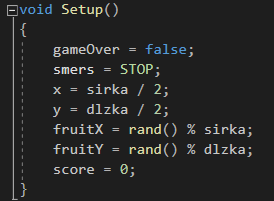 void Setup()
{
gameOver = false;
smers = STOP;
x = sirka / 2;
y = dlzka / 2;
fruitX = rand() % sirka;
fruitY = rand() % dlzka;
score = 0;
}